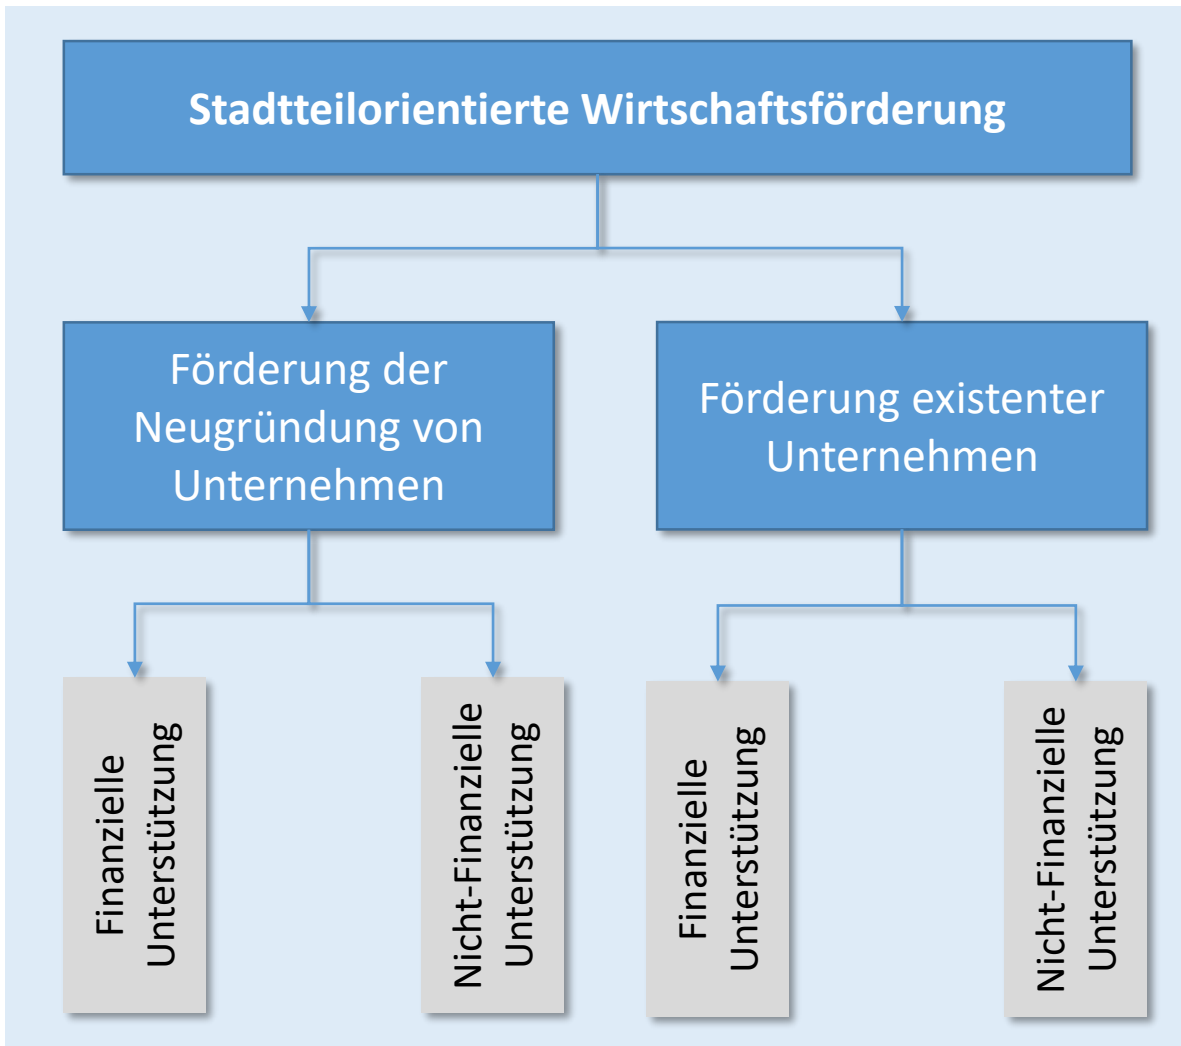 Stadtteilorientierte Wirtschaftsförderung
Förderung der
Neugründung von
Unternehmen
Förderung existenter
Unternehmen
Finanzielle
Unterstützung
Nicht-Finanzielle
Unterstützung
Finanzielle
Unterstützung
Nicht-Finanzielle
Unterstützung